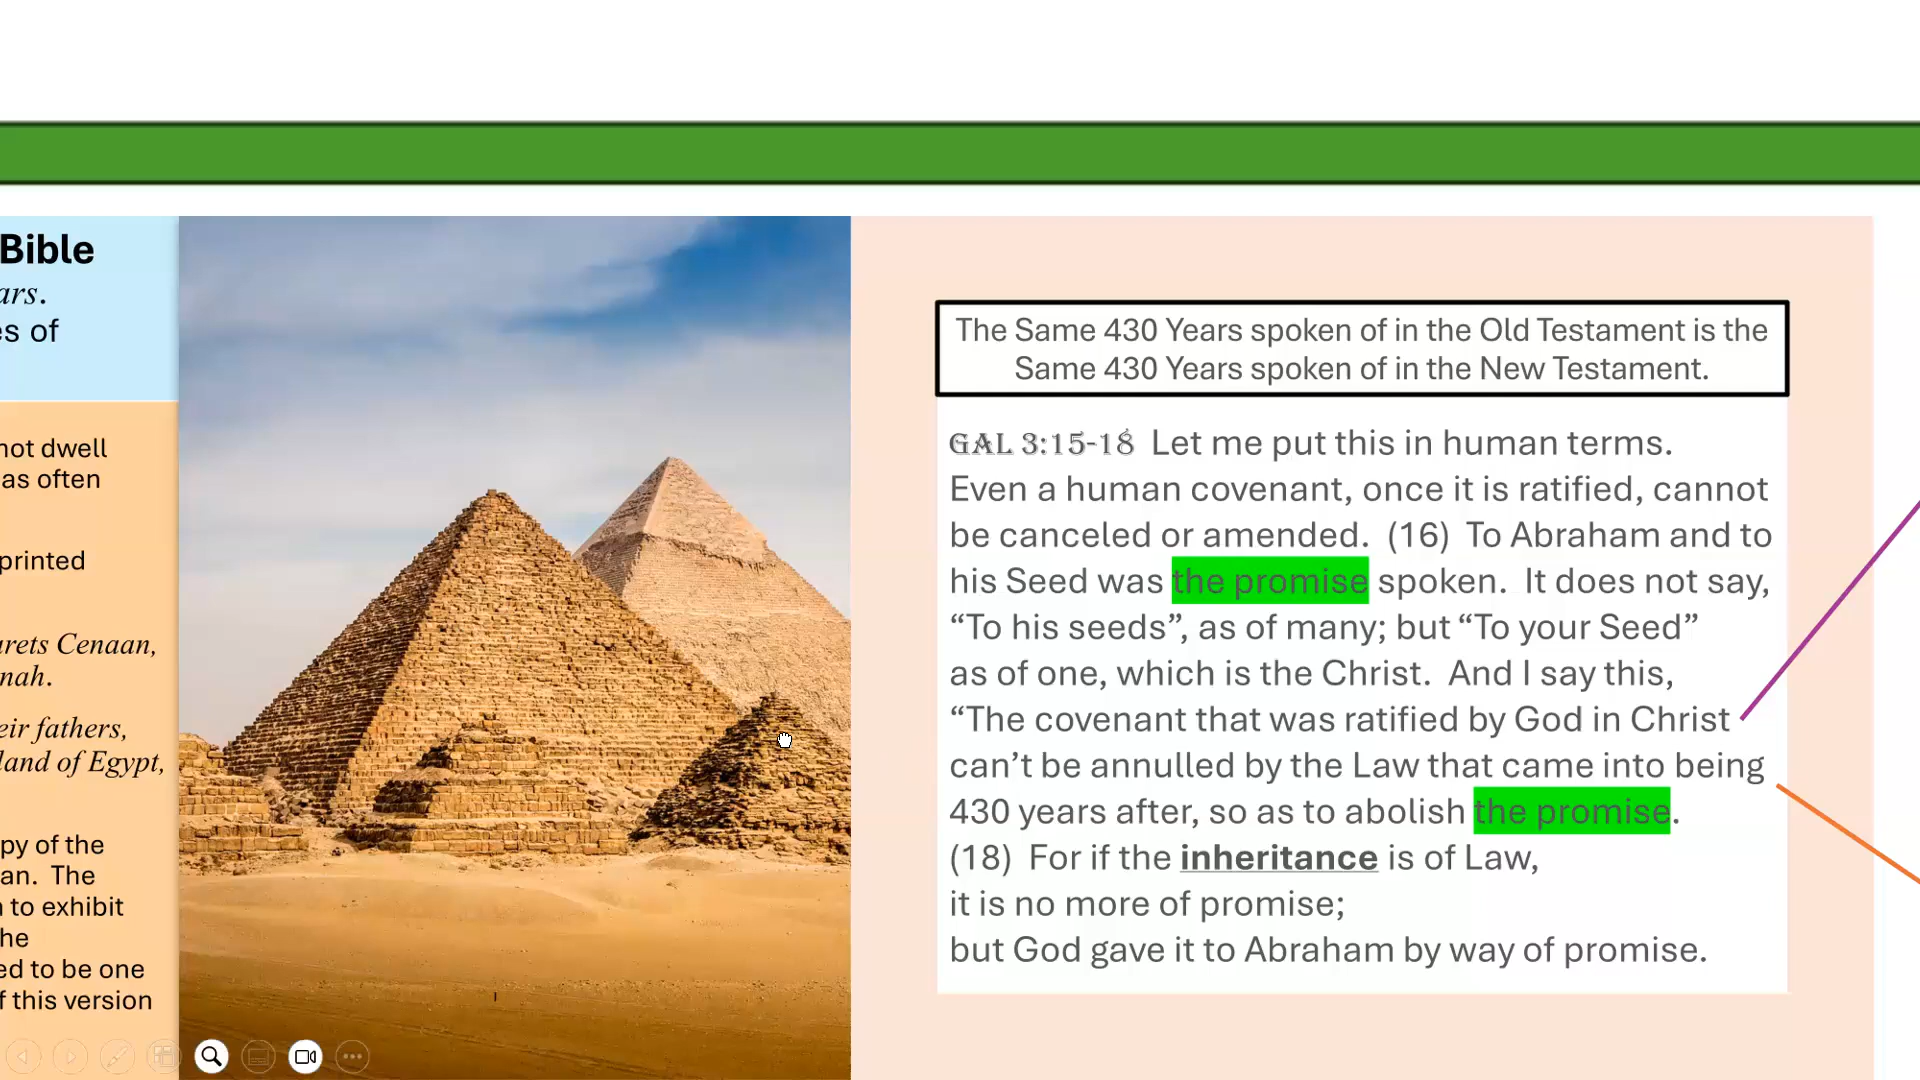 Bible
ars.
es of
not dwell
as often
printed
arets Cenaan,
nah.
eir fathers,
land of Egypt,
py of the
an. The
to exhibit
he
ed to be one
f this version
The Same 430 Years spoken of in the Old Testament is the
Same 430 Years spoken of in the New Testament.
GAL 3:15-18 Let me put this in human terms.
Even a human covenant, once it is ratified, cannot
be canceled or amended. (16) To Abraham and to
his Seed was the promise spoken. It does not say,
“To his seeds”, as of many; but “To your Seed”
as of one, which is the Christ. And I say this,
“The covenant that was ratified by God in Christ
can’t be annulled by the Law that came into being
430 years after, so as to abolish the promise.
(18) For if the inheritance is of Law,
it is no more of promise;
but God gave it to Abraham by way of promise.